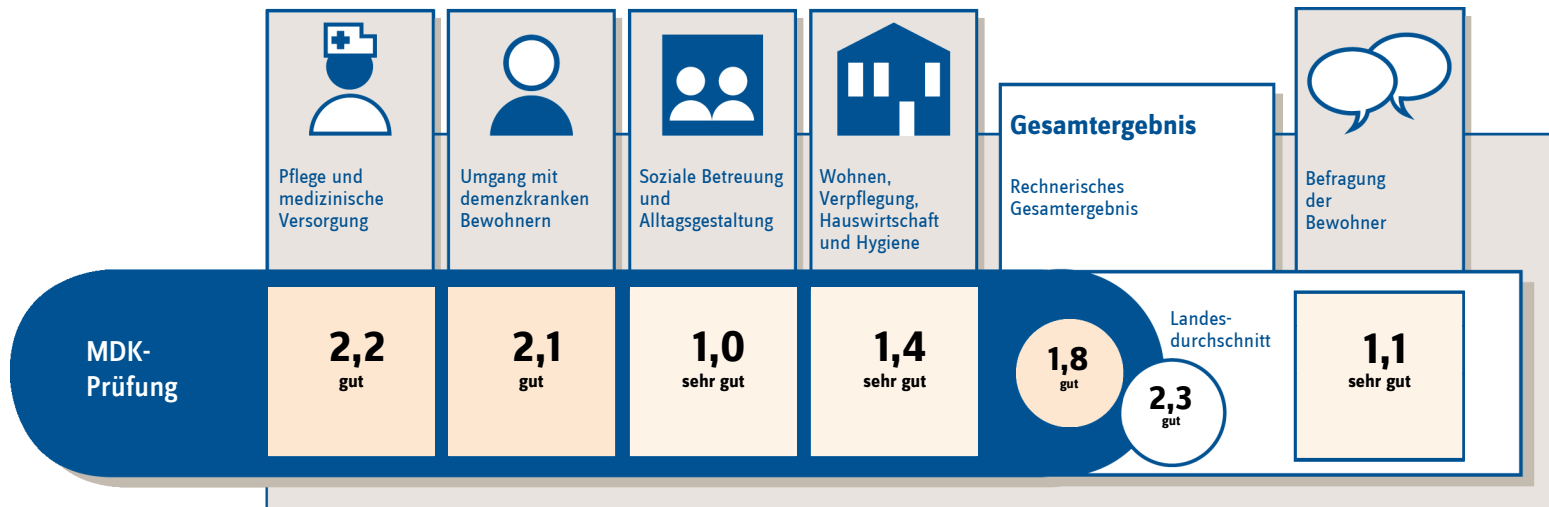 Pflege und
medizinische
Versorgung
Umgang mit
demenzkranken
Bewohnern
Soziale Betreuung
und
Alltagsgestaltung
Wohnen,
Verpflegung,
Hauswirtschaft
und Hygiene
Gesamtergebnis
Rechnerisches
Gesamtergebnis
Befragung
der
Bewohner
MDK-
Prüfung
2,2
gut
2,1
gut
1,0
sehr gut
1,4
sehr gut
1,8
gut
Landes-
durchschnitt
2,3
gut
1,1
sehr gut